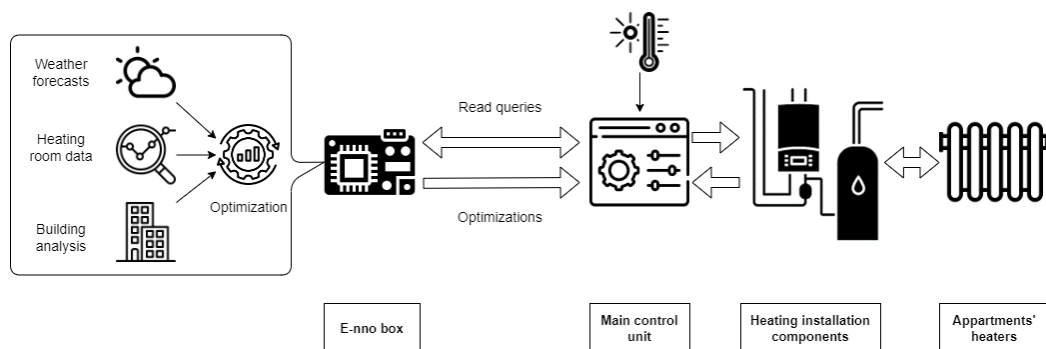 Weather
forecasts
Heating
room data
Building
analysis
Optimization
Read queries
Optimizations
E-nno box
Main control
unit
Heating installation
components
Appartments'
heaters